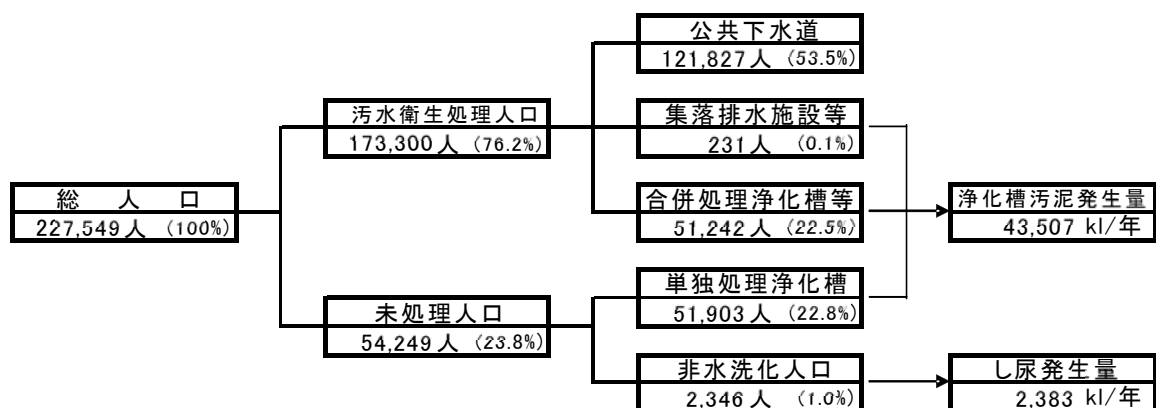 総人口
227,549人 (100%)
汚水衛生処理人口
173,300人 (76.2%)
未処理人口
54,249人 (23.8%)
公共下水道
121,827人 (53.5%)
集落排水施設等
231人 (0.1%)
合併処理浄化槽等
51,242人 (22.5%)
単独処理浄化槽
51,903人 (22.8%)
非水洗化人口
2,346人 (1.0%)
浄化槽汚泥発生量
43,507 kl/年
し尿発生量
2,383 kl/年